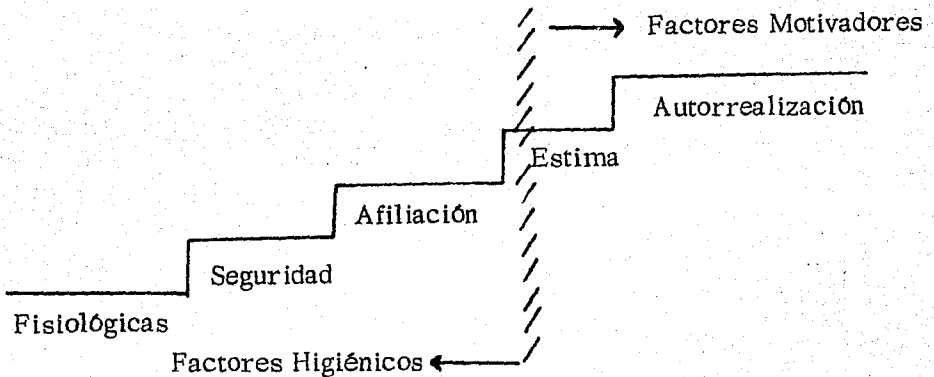 Factores Motivadores
Autorrealización
Estima
Afiliación
Seguridad
Fisiológicas
Factores Higiénicos